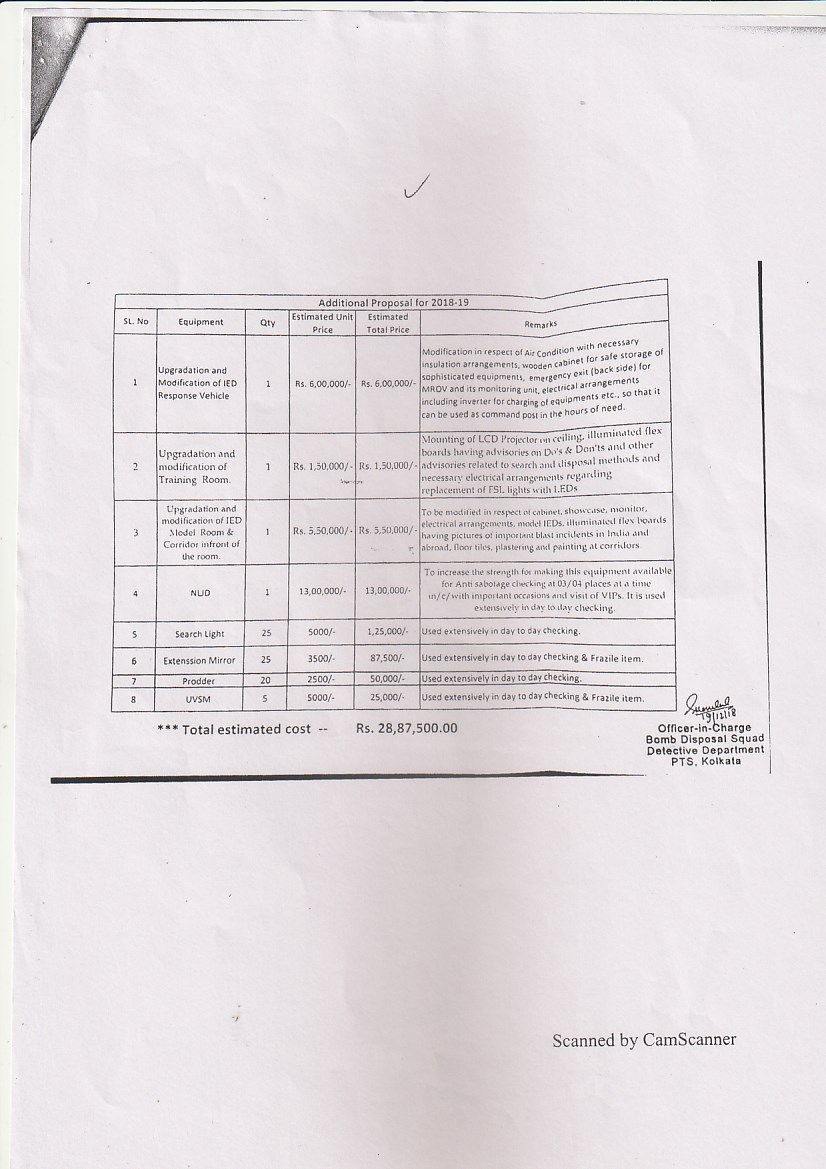 Additional Proposal for 2018-19
SL. No Equipment Qty Estimated Unit Price Estimated Total Price Remarks
1 Upgradation and Modification of IED Response Vehicle 1 Rs. 6,00,000/- Rs. 6,00,000/- Modification in respect of Air Condition with necessary
insulation arrangements, wooden cabinet for safe storage of
sophisticated equipments, emergency exit (back side) for
MROV and its monitoring unit, electrical arrangements
including inverter for charging of equipments etc., so that it
can be used as command post in the hours of need.
2 Upgradation and modification of Training Room. 1 Rs. 1,50,000/- Rs. 1,50,000/- Mounting of LCD Projector on ceiling, illuminated flex
boards having advisories on Do's & Don'ts and other
advisories related to search and disposal methods and
necessary electrical arrangements regarding
replacement of FSL lights with LEDs
3 Upgradation and modification of IED Model Room & Corridor infront of the room. 1 Rs. 5,50,000/- Rs. 5,50,000/- To be modified in respect of cabinet, showcase, monitor,
electrical arrangements, model IEDs, illuminated flex boards
having pictures of important blast incidents in India and
abroad, floor tiles, plastering and painting at corridors.
4 NLJD 1 13,00,000/- 13,00,000/- To increase the strength for making this equipment available
for Anti sabotage checking at 03/04 places at a time
in/c/with important occasions and visit of VIPs. It is used
extensively in day to day checking.
5 Search Light 25 5000/- 1,25,000/- Used extensively in day to day checking.
6 Extenssion Mirror 25 3500/- 87,500/- Used extensively in day to day checking & Frazile item.
7 Prodder 20 2500/- 50,000/- Used extensively in day to day checking.
8 UVSM 5 5000/- 25,000/- Used extensively in day to day checking & Frazile item.
*** Total estimated cost -- Rs. 28,87,500.00
19/12/18
Officer-in-Charge
Bomb Disposal Squad
Detective Department
PTS, Kolkata
Scanned by CamScanner